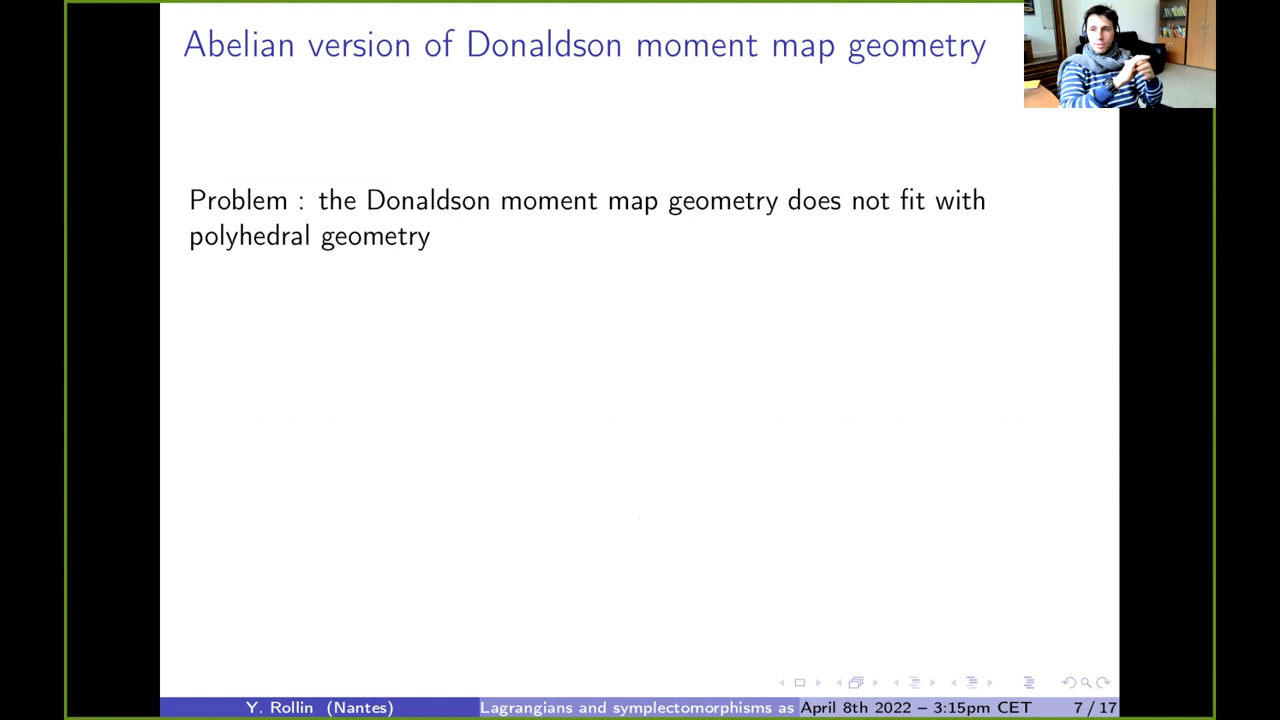 Abelian version of Donaldson moment map geometry
Problem : the Donaldson moment map geometry does not fit with
polyhedral geometry
Y. Rollin (Nantes) Lagrangians and symplectomorphisms as April 8th 2022 – 3:15pm CET 7 / 17